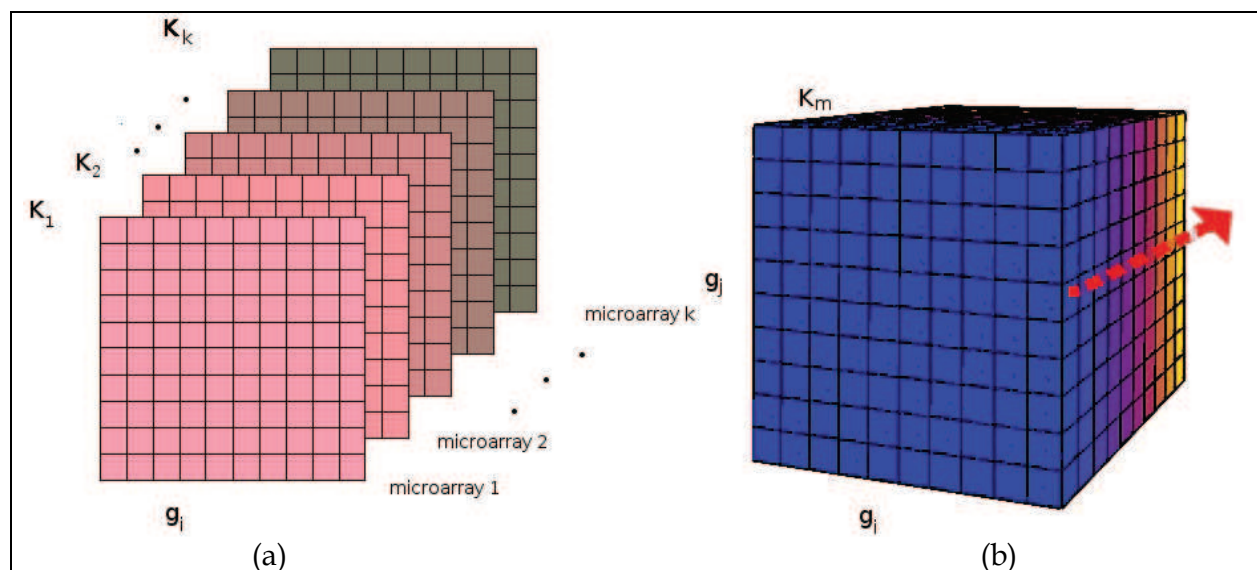 K_k
K_2
K_1
microarray k
microarray 2
microarray 1
g_i
(a)
K_m
g_j
g_i
(b)